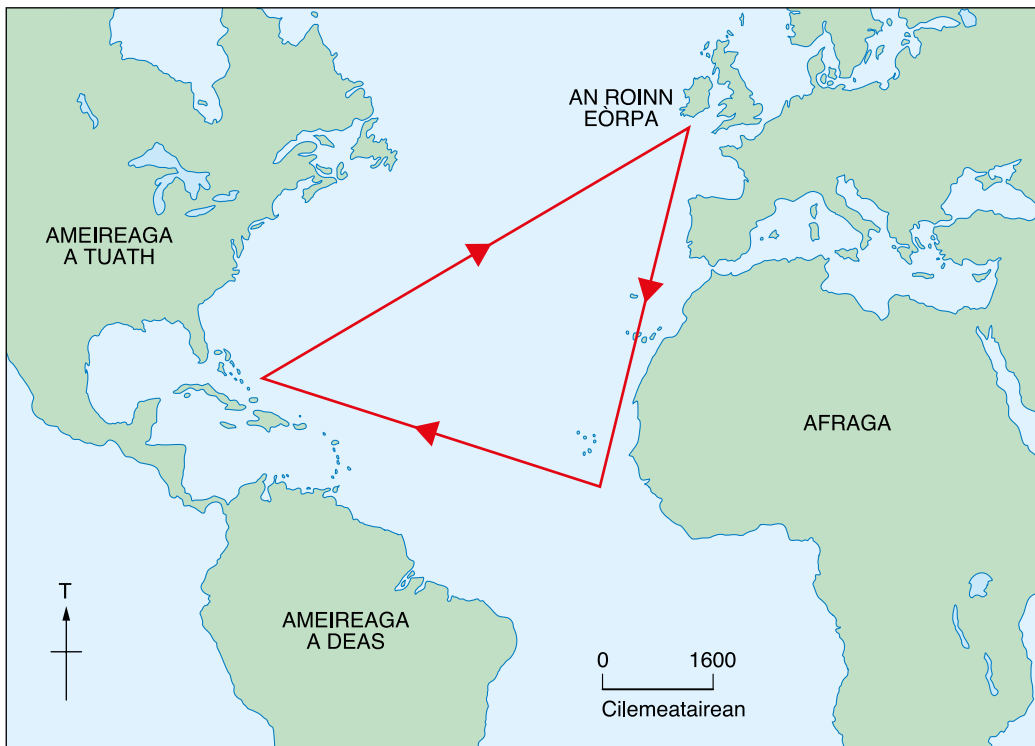 AN ROINN
EÒRPA
AMEIREAGA
A TUATH
AFRAGA
T
AMEIREAGA
A DEAS
0 1600
Cilemeatairean